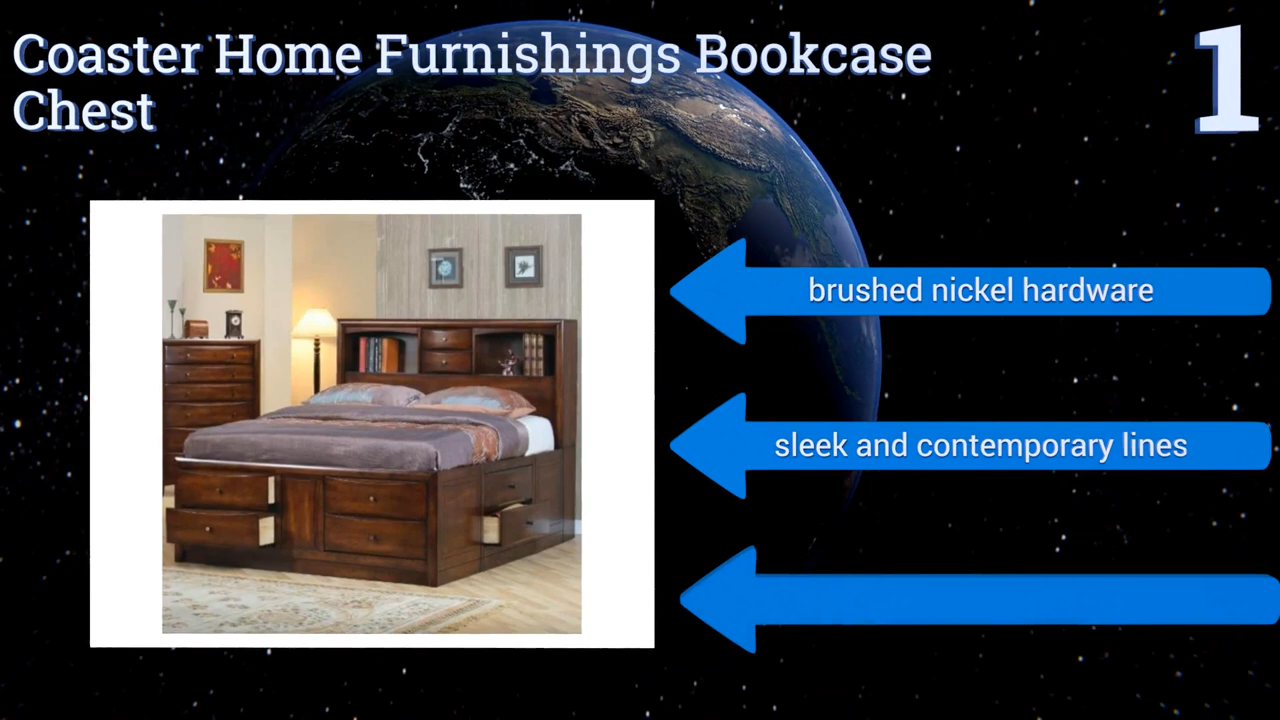 Coaster Home Furnishings Bookcase
Chest
1
brushed nickel hardware
sleek and contemporary lines